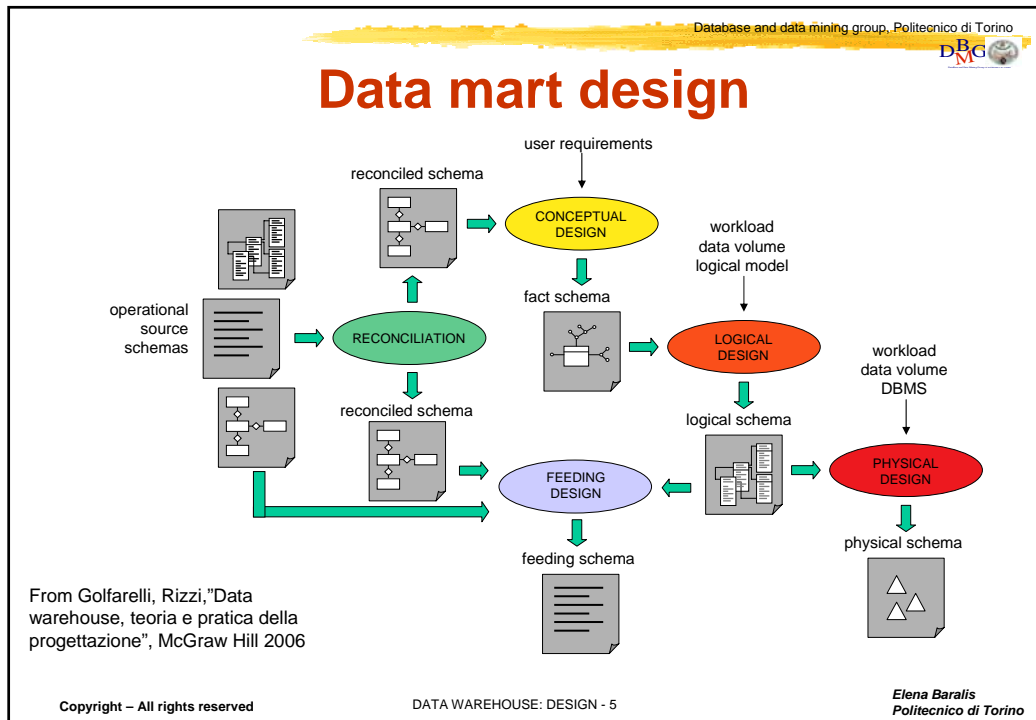 Database and data mining group, Politecnico di Torino
DBMG
Data mart design
user requirements
reconciled schema
CONCEPTUAL
DESIGN
workload
data volume
logical model
operational
source
schemas
RECONCILIATION
fact schema
LOGICAL
DESIGN
workload
data volume
DBMS
reconciled schema
logical schema
FEEDING
DESIGN
PHYSICAL
DESIGN
feeding schema
physical schema
From Golfarelli, Rizzi,”Data
warehouse, teoria e pratica della
progettazione”, McGraw Hill 2006
Copyright – All rights reserved
DATA WAREHOUSE: DESIGN - 5
Elena Baralis
Politecnico di Torino